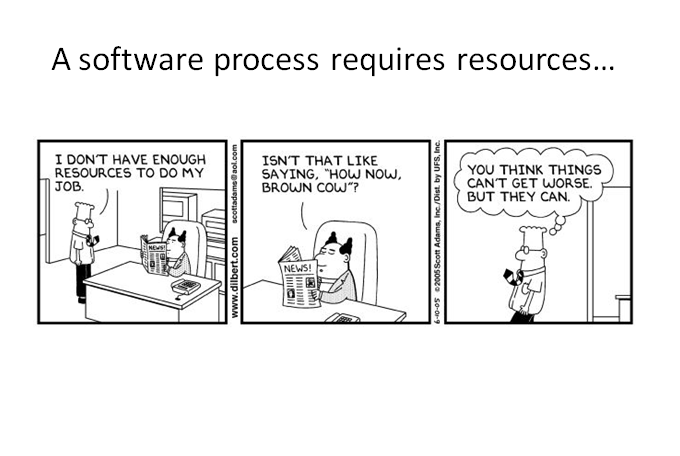 A software process requires resources…
I DON'T HAVE ENOUGH
RESOURCES TO DO MY
JOB.
NEWS!
www.dilbert.com scottadams@aol.com
ISN'T THAT LIKE
SAYING, "HOW NOW,
BROWN COW"?
NEWS!
6-10-05 ©2005 Scott Adams, Inc./Dist. by UFS, Inc.
YOU THINK THINGS
CAN'T GET WORSE.
BUT THEY CAN.